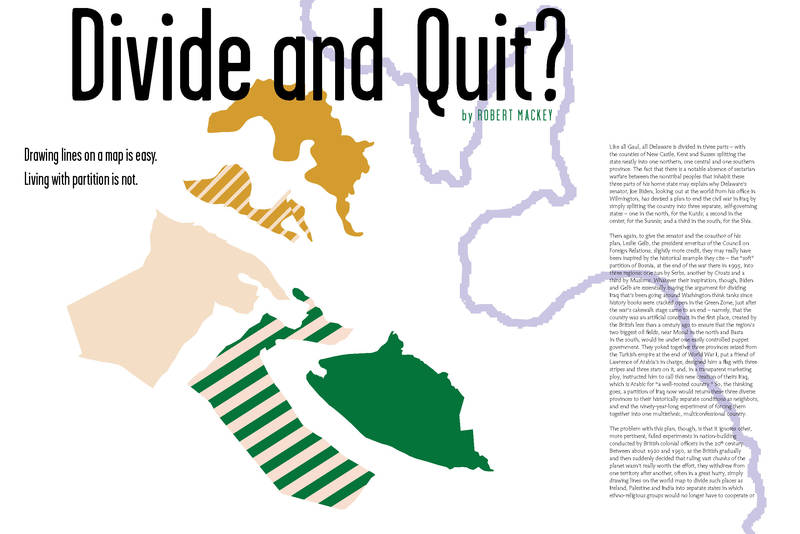 Divide and Quit?
by ROBERT MACKEY
Drawing lines on a map is easy.
Living with partition is not.
Like all Gaul, all Delaware is divided in three parts – with
the counties of New Castle, Kent and Sussex splitting the
state neatly into one northern, one central and one southern
province. The fact that there is a notable absence of sectarian
warfare between the nontribal peoples that inhabit these
three parts of his home state may explain why Delaware's
senator, Joe Biden, looking out at the world from his office in
Wilmington, has devised a plan to end the civil war in Iraq by
simply splitting the country into three separate, self-governing
states – one in the north, for the Kurds; a second in the
center, for the Sunnis; and a third in the south, for the Shia.
Then again, to give the senator and the coauthor of his
plan, Leslie Gelb, the president emeritus of the Council on
Foreign Relations, slightly more credit, they may really have
been inspired by the historical example they cite – the "soft"
partition of Bosnia, at the end of the war there in 1995, into
three regions: one run by Serbs, another by Croats and a
third by Muslims. Whatever their inspiration, though, Biden
and Gelb are essentially buying the argument for dividing
Iraq that's been going around Washington think tanks since
history books were cracked open in the Green Zone, just after
the war's cakewalk stage came to an end – namely, that the
country was an artificial construct in the first place, created by
the British less than a century ago to ensure that the region's
two biggest oil fields, near Mosul in the north and Basra
in the south, would be under one easily controlled puppet
government. They yoked together three provinces seized from
the Turkish empire at the end of World War I, put a friend of
Lawrence of Arabia's in charge, designed him a flag with three
stripes and three stars on it, and, in a transparent marketing
ploy, instructed him to call this new creation of theirs Iraq,
which is Arabic for "a well-rooted country." So, the thinking
goes, a partition of Iraq now would return these three diverse
provinces to their historically separate conditions as neighbors,
and end the ninety-year-long experiment of forcing them
together into one multiethnic, multiconfessional country.
The problem with this plan, though, is that it ignores other,
more pertinent, failed experiments in nation-building
conducted by British colonial officers in the 20th century.
Between about 1920 and 1950, as the British gradually
and then suddenly decided that ruling vast chunks of the
planet wasn't really worth the effort, they withdrew from
one territory after another, often in a great hurry, simply
drawing lines on the world map to divide such places as
Ireland, Palestine and India into separate states in which
ethno-religious groups would no longer have to cooperate or